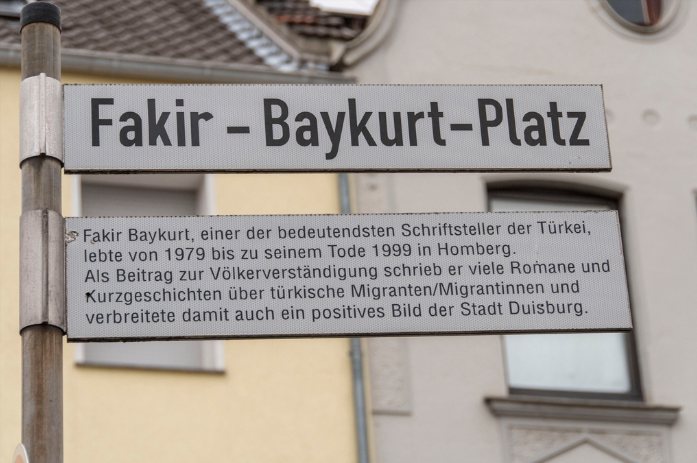 Fakir – Baykurt–Platz
Fakir Baykurt, einer der bedeutendsten Schriftsteller der Türkei,
lebte von 1979 bis zu seinem Tode 1999 in Homberg.
Als Beitrag zur Völkerverständigung schrieb er viele Romane und
Kurzgeschichten über türkische Migranten/Migrantinnen und
verbreitete damit auch ein positives Bild der Stadt Duisburg.